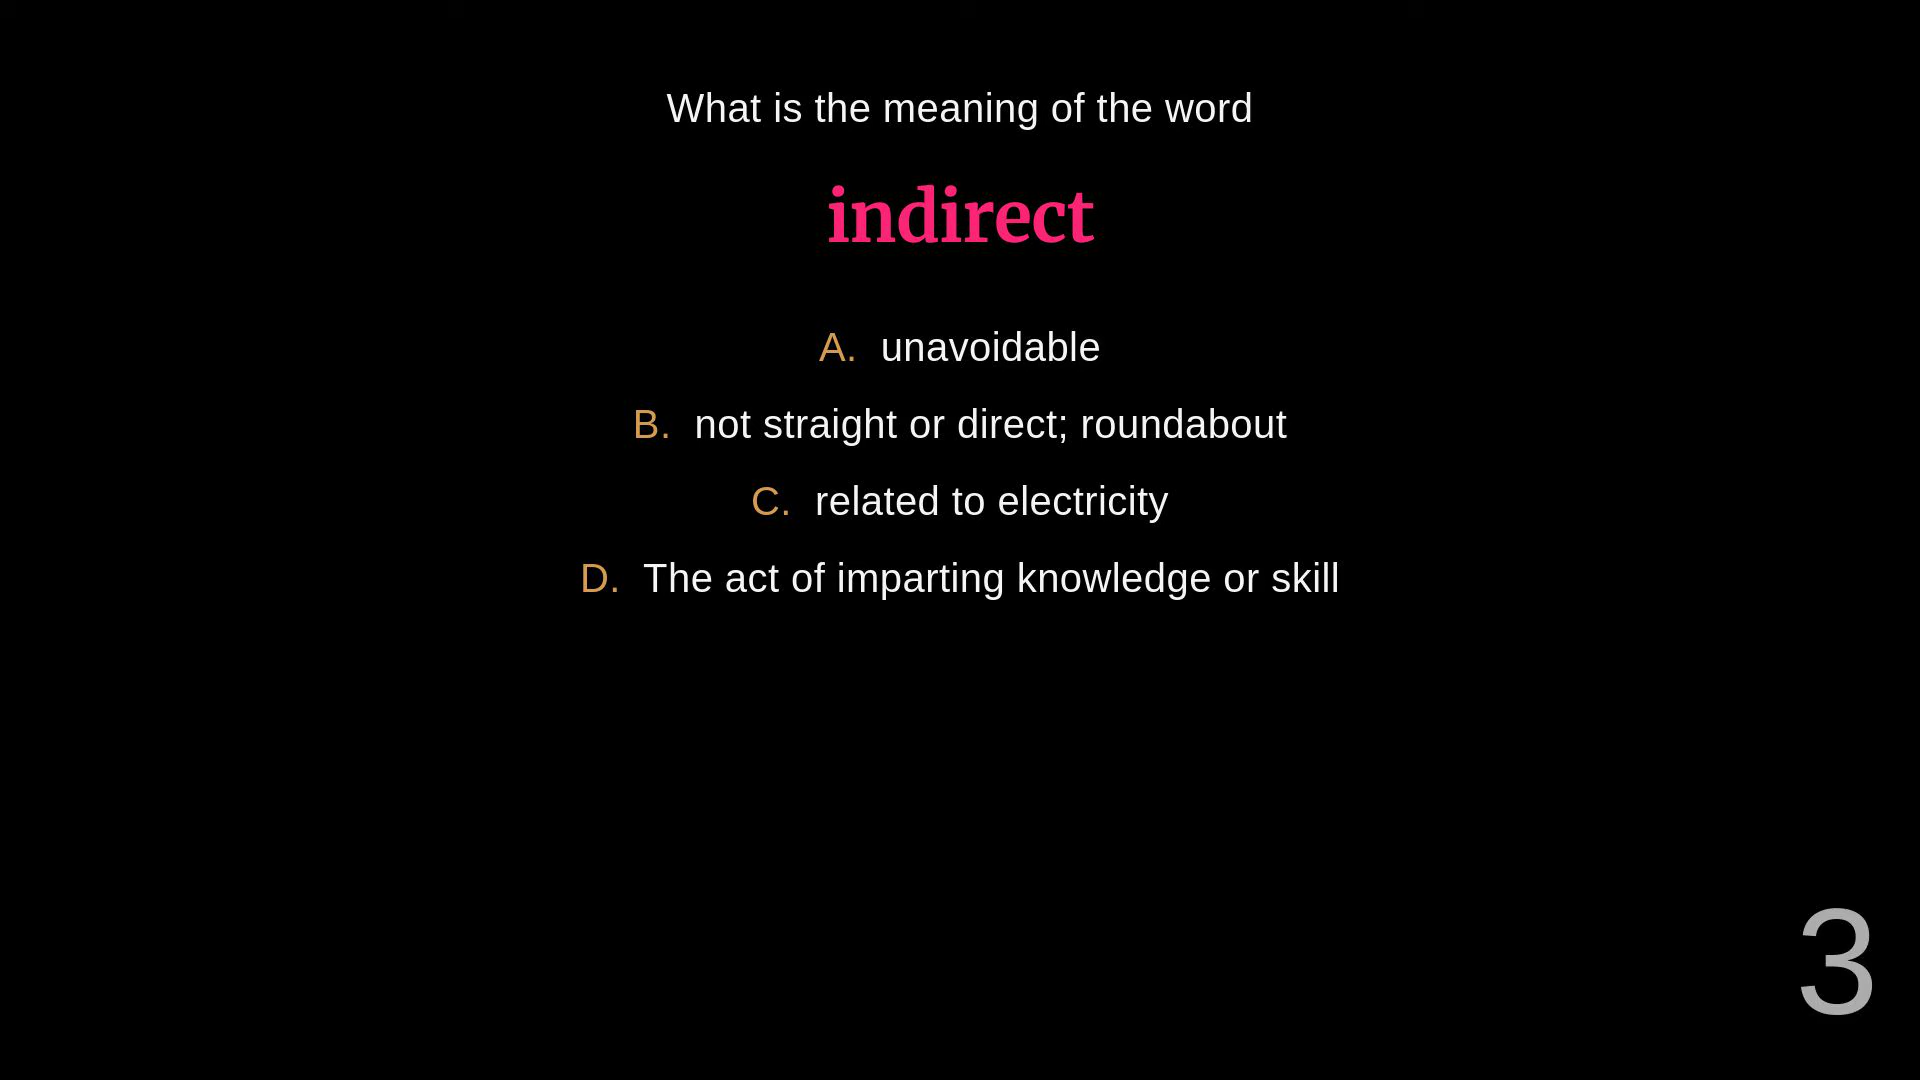 What is the meaning of the word
indirect
A. unavoidable
B. not straight or direct; roundabout
C. related to electricity
D. The act of imparting knowledge or skill
3